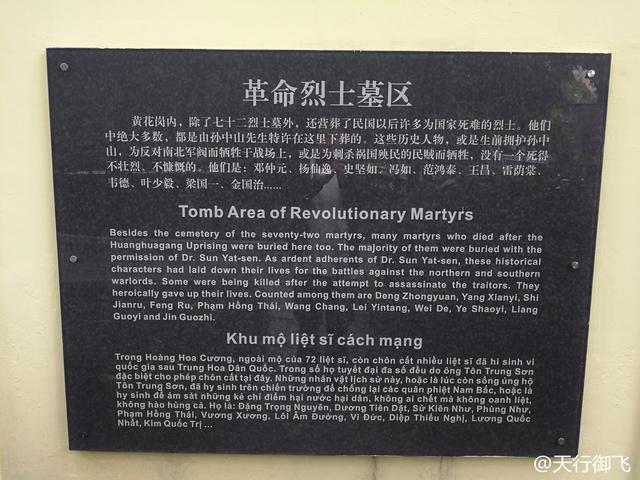 革命烈士墓区
黄花岗内，除了七十二烈士墓外，还营葬了民国以后许多为国家死难的烈士。他们
中绝大多数，都是由孙中山先生特许在这里下葬的。这些历史人物，或是生前拥护孙中
山，为反对南北军阀而牺牲于战场上，或是为刺杀祸国殃民的民贼而牺牲，没有一个死得
不壮烈、不慷慨的。他们是：邓仲元、杨仙逸、史坚如、冯如、范鸿泰、王昌、雷荫棠、
韦德、叶少毅、梁国一、金国治……
Tomb Area of Revolutionary Martyrs
Besides the cemetery of the seventy-two martyrs, many martyrs who died after the
Huanghuagang Uprising were buried here too. The majority of them were buried with the
permission of Dr. Sun Yat-sen. As ardent adherents of Dr. Sun Yat-sen, these historical
characters had laid down their lives for the battles against the northern and southern
warlords. Some were being killed after the attempt to assassinate the traitors. They
heroically gave up their lives. Counted among them are Deng Zhongyuan, Yang Xianyi, Shi
Jianru, Feng Ru, Phạm Hồng Thái, Wang Chang, Lei Yintang, Wei De, Ye Shaoyi, Liang
Guoyi and Jin Guozhi.
Khu mộ liệt sĩ cách mạng
Trong Hoàng Hoa Cương, ngoài mộ của 72 liệt sĩ, còn chôn cất nhiều liệt sĩ đã hi sinh vì
quốc gia sau Trung Hoa Dân Quốc. Trong số họ tuyệt đại đa số đều do ông Tôn Trung Sơn
đặc biệt cho phép chôn cất tại đây. Những nhân vật lịch sử này, hoặc là lúc còn sống ủng hộ
Tôn Trung Sơn, đã hy sinh trên chiến trường để chống lại các quân phiệt Nam Bắc, hoặc là
hy sinh để ám sát những kẻ chỉ điểm hại nước hại dân, không ai chết mà không oanh liệt,
không hào hùng cả. Họ là: Đặng Trọng Nguyên, Dương Tiên Dật, Sử Kiên Như, Phùng Như,
Phạm Hồng Thái, Vương Xương, Lôi Âm Đường, Vi Đức, Diệp Thiếu Nghị, Lương Quốc
Nhất, Kim Quốc Trị ...
@天行御飞